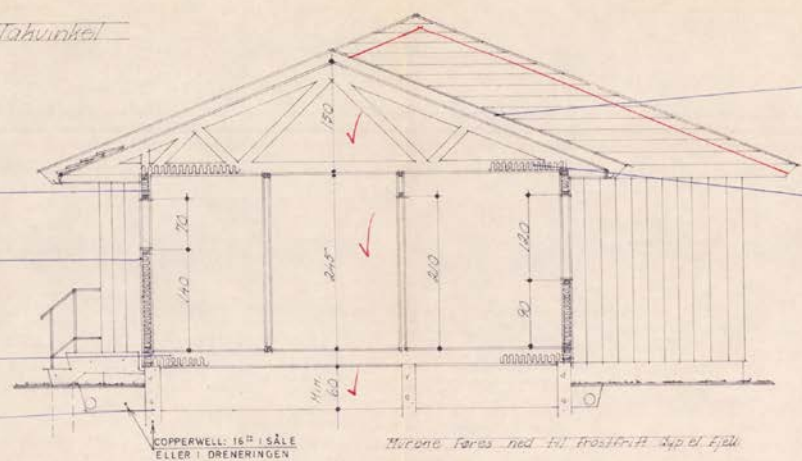 Takvinkel
150
70
245
210
120
140
90
Min.
60
COPPERWELL: 16□ I SÅLE
ELLER I DRENERINGEN
Murene føres ned til frostfritt dyp el fjell